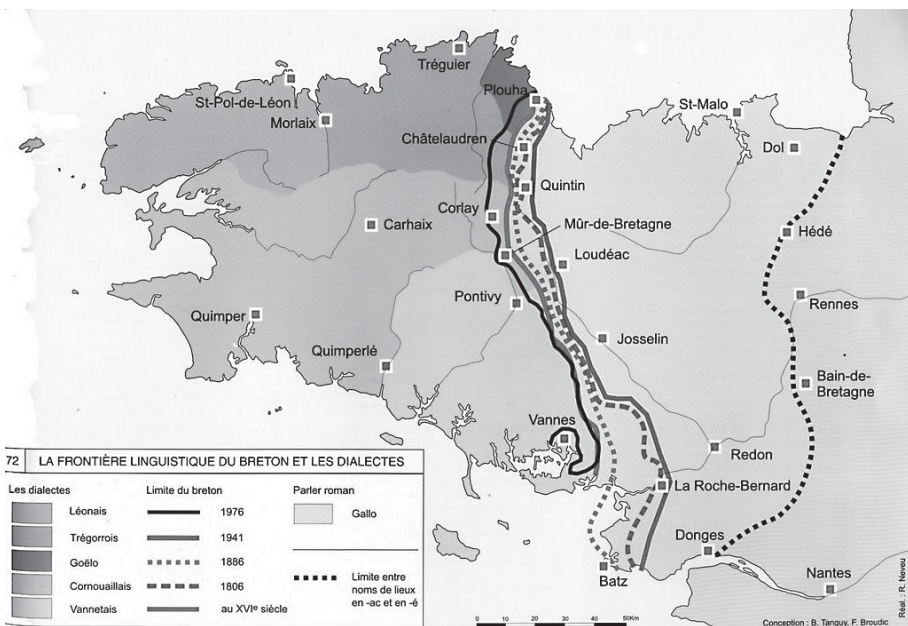 Tréguier
Plouha
St-Pol-de-Léon
Morlaix
St-Malo
Châtelaudren
Dol
Quintin
Corlay
Carhaix
Mûr-de-Bretagne
Hédé
Loudéac
Pontivy
Rennes
Quimper
Josselin
Quimperlé
Bain-de-
Bretagne
Vannes
Redon
La Roche-Bernard
Donges
Batz
Nantes
72 LA FRONTIÈRE LINGUISTIQUE DU BRETON ET LES DIALECTES
Les dialectes
Léonais
Trégorrois
Goëlo
Cornouaillais
Vannetais
Limite du breton
1976
1941
1886
1806
au XVIe siècle
Parler roman
Gallo
Limite entre
noms de lieux
en -ac et en -é
10 20 30 40 50Km
Conception : B. Tanguy, F. Broudic
Réal. : R. Neveu